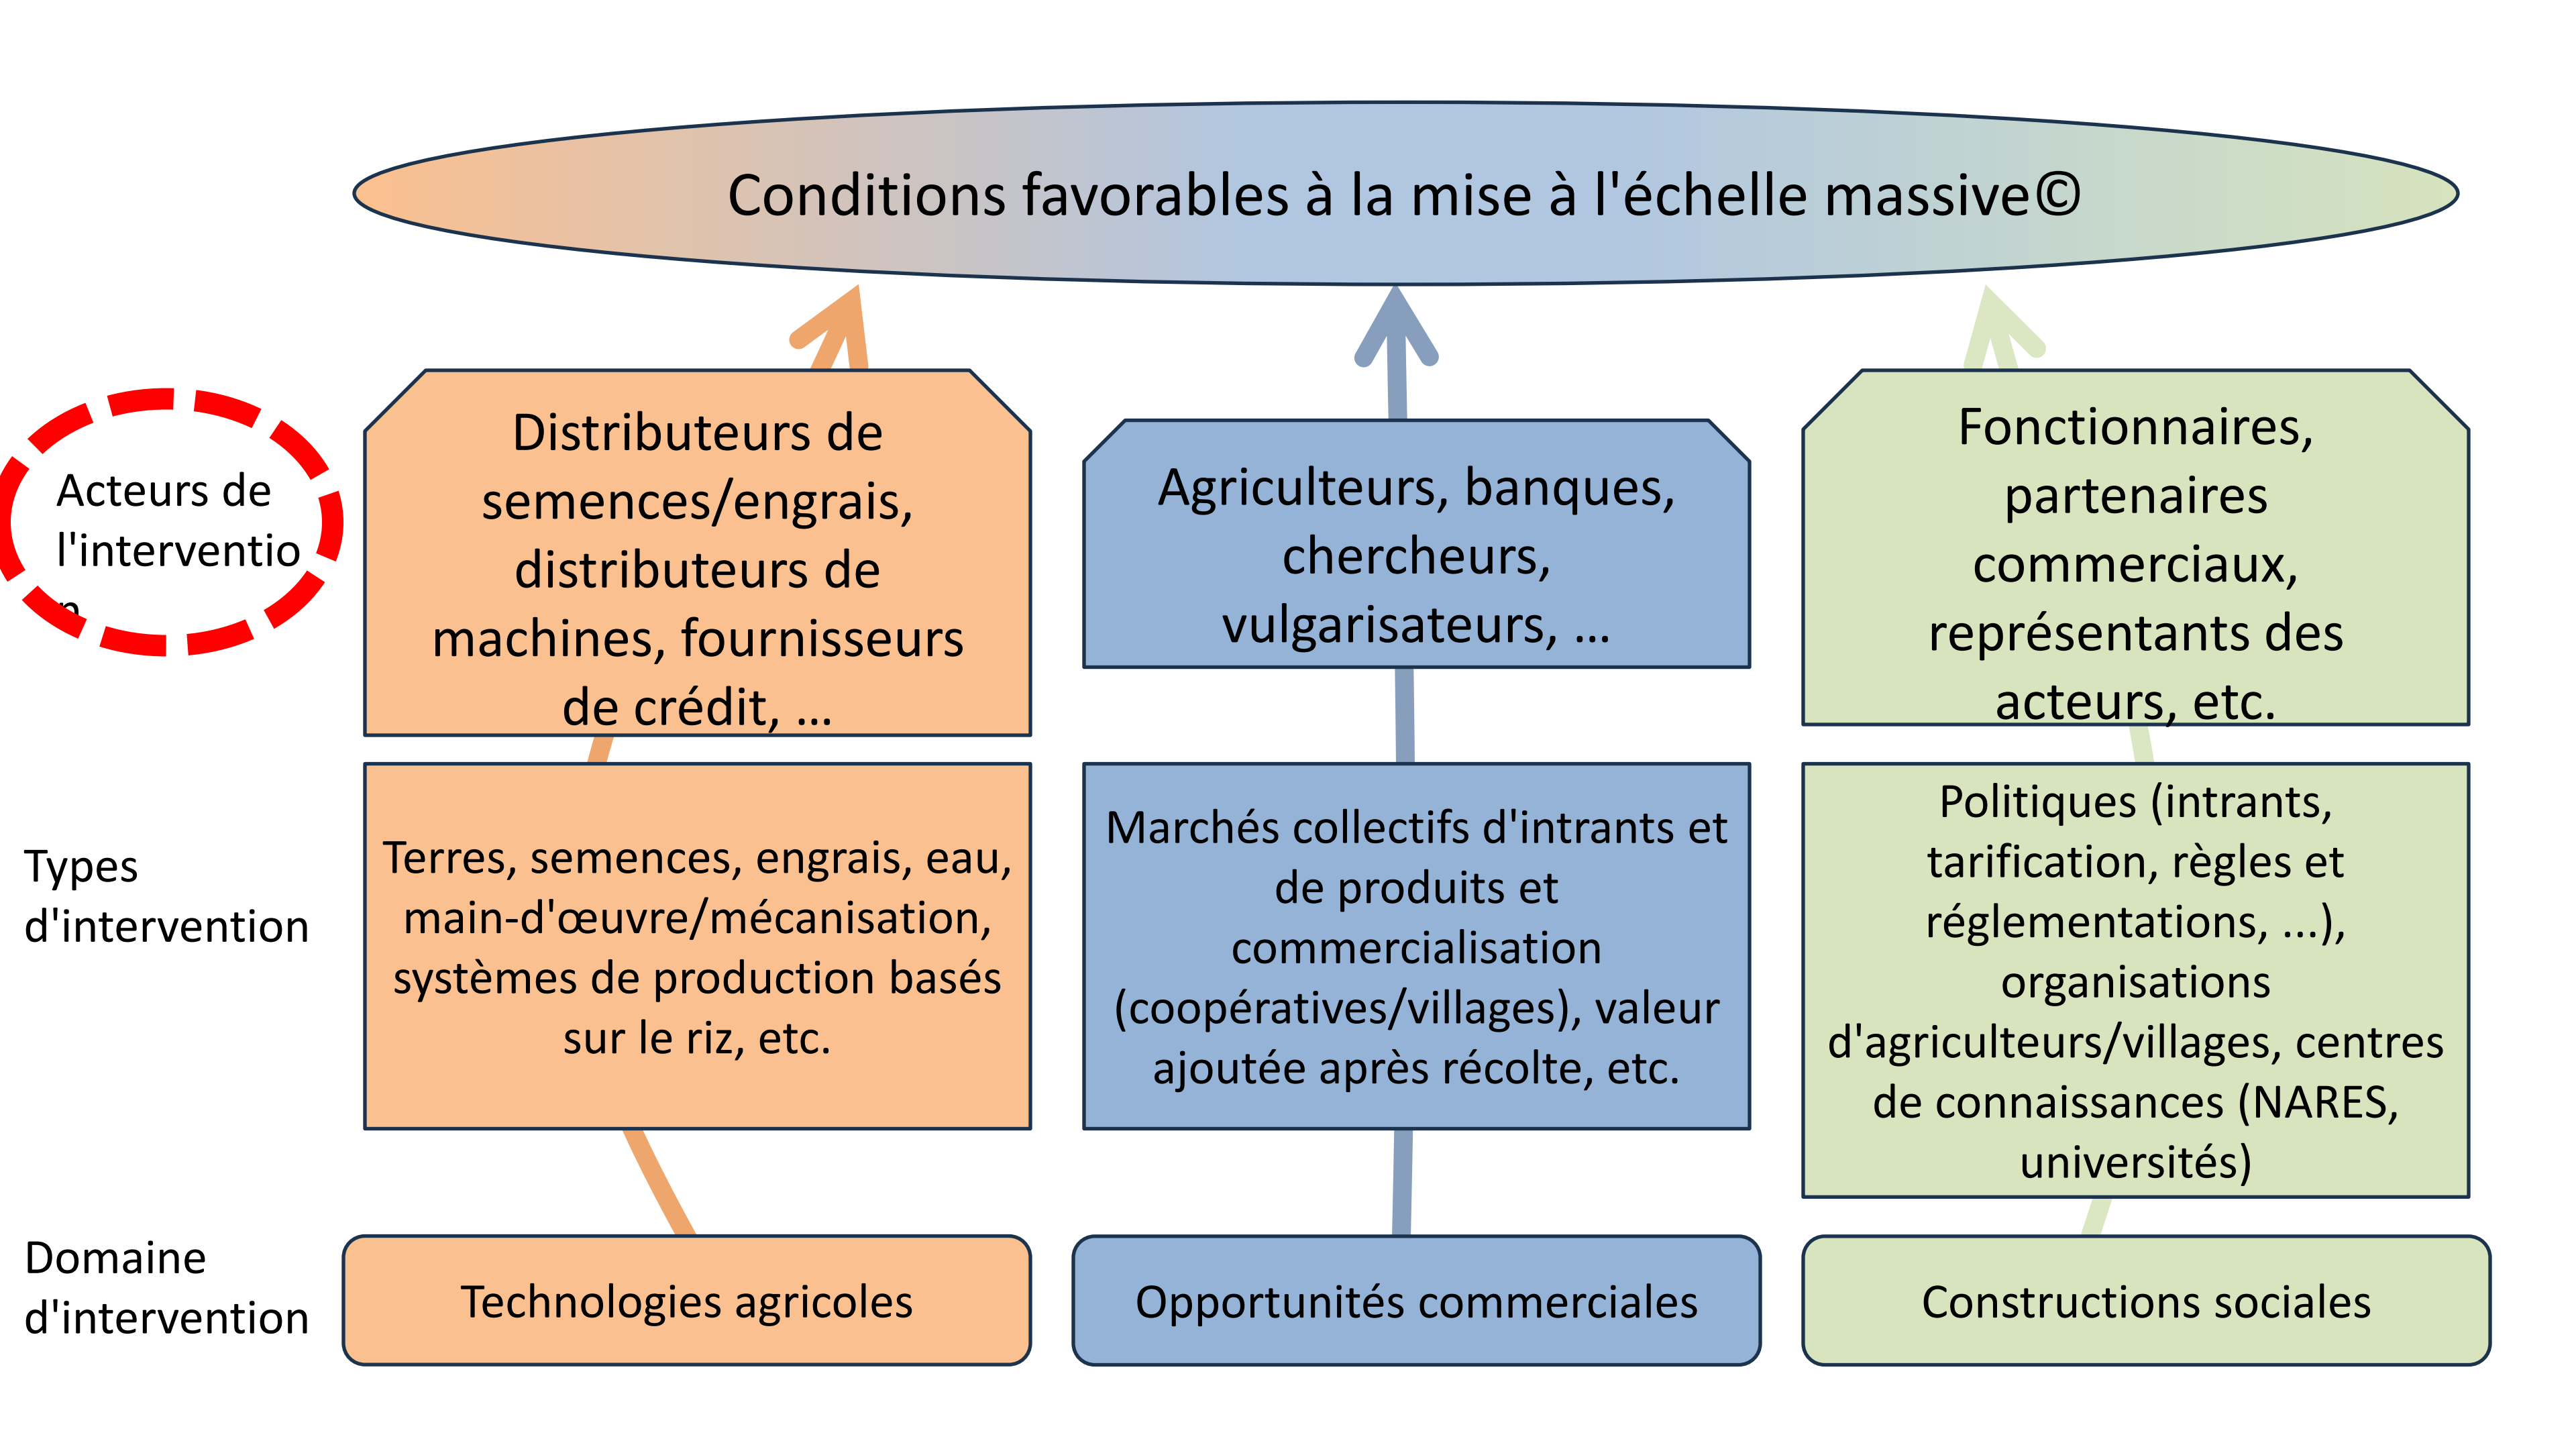 Conditions favorables à la mise à l'échelle massive©
Acteurs de
l'interventio
n
Distributeurs de
semences/engrais,
distributeurs de
machines, fournisseurs
de crédit, ...
Agriculteurs, banques,
chercheurs,
vulgarisateurs, ...
Fonctionnaires,
partenaires
commerciaux,
représentants des
acteurs, etc.
Types
d'intervention
Terres, semences, engrais, eau,
main-d'œuvre/mécanisation,
systèmes de production basés
sur le riz, etc.
Marchés collectifs d'intrants et
de produits et
commercialisation
(coopératives/villages), valeur
ajoutée après récolte, etc.
Politiques (intrants,
tarification, règles et
réglementations, ...),
organisations
d'agriculteurs/villages, centres
de connaissances (NARES,
universités)
Domaine
d'intervention
Technologies agricoles
Opportunités commerciales
Constructions sociales